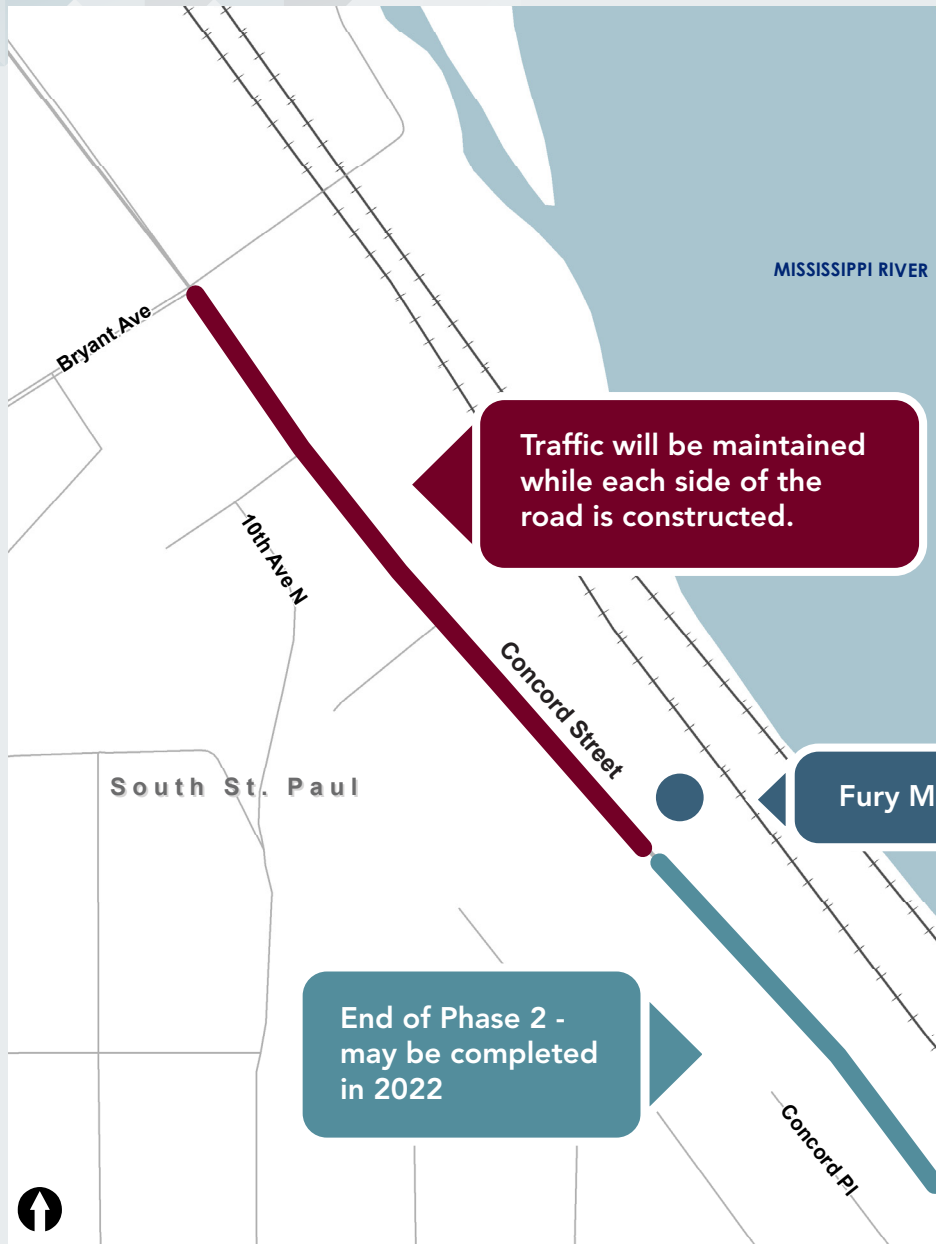 MISSISSIPPI RIVER
Bryant Ave
Traffic will be maintained
while each side of the
road is constructed.
10th Ave N
Concord Street
South St. Paul
Fury M
End of Phase 2 -
may be completed
in 2022
Concord Pl